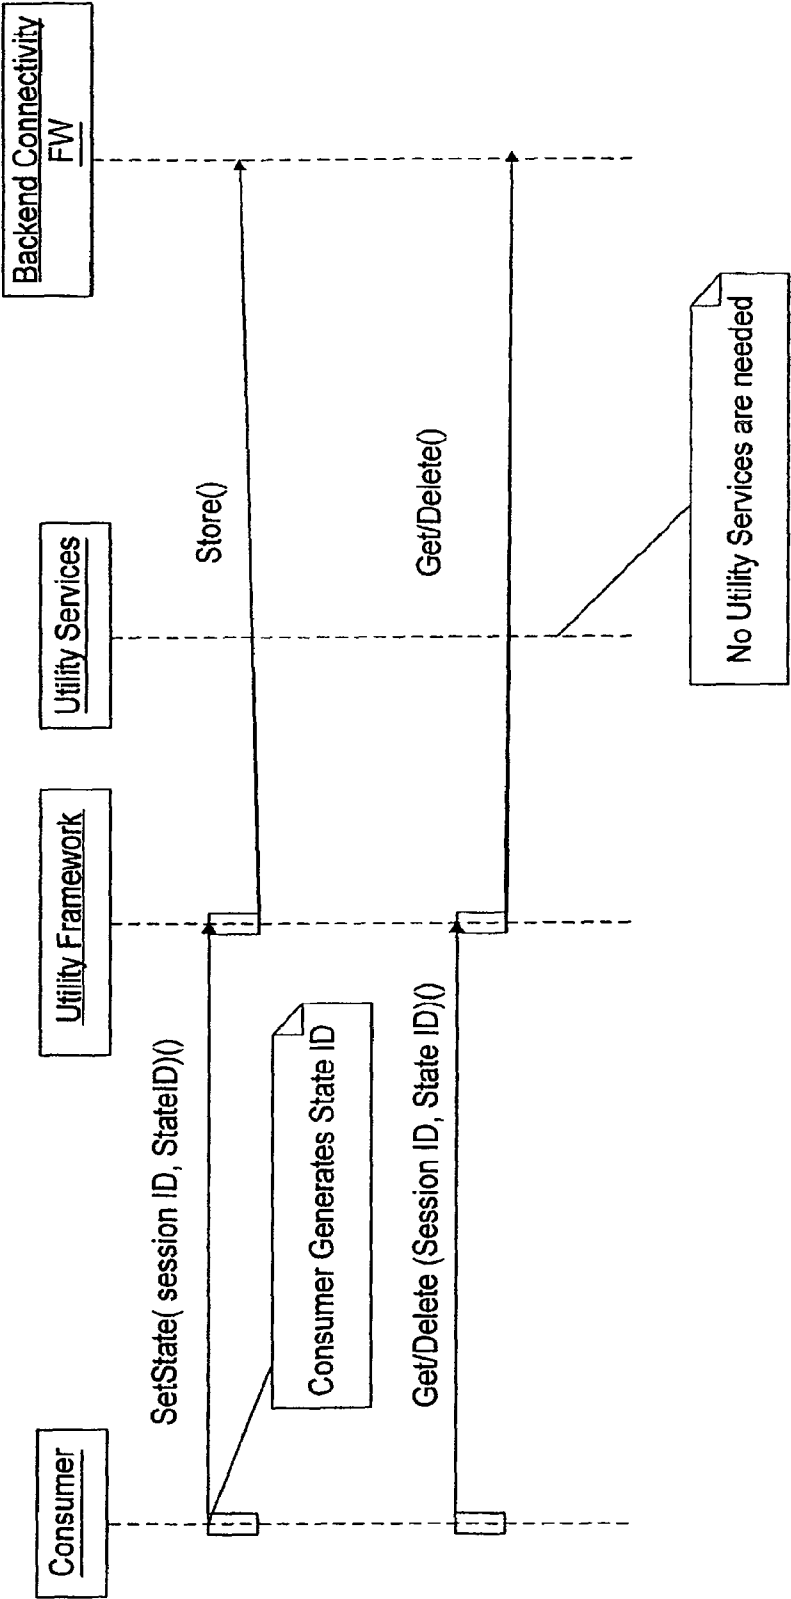 Consumer
Utility Framework
Utility Services
Backend Connectivity
FW
SetState( session ID, StateID)()
Store()
Consumer Generates State ID
Get/Delete (Session ID, State ID)()
Get/Delete()
No Utility Services are needed